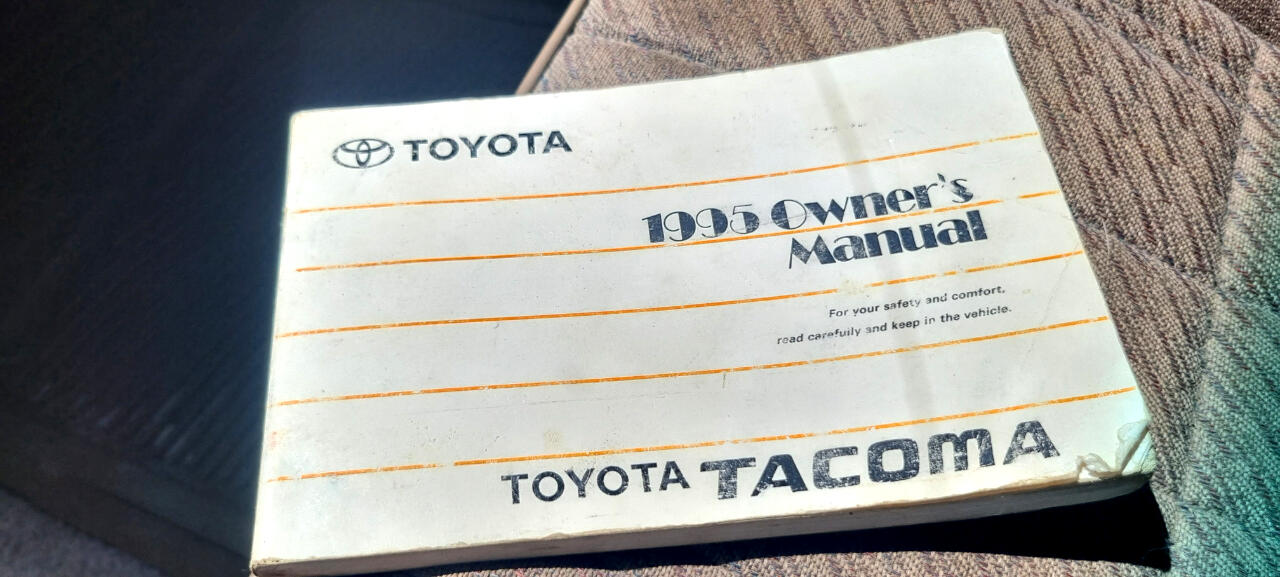 TOYOTA
1995 Owner's
Manual
For your safety and comfort,
read carefully and keep in the vehicle.
TOYOTA TACOMA